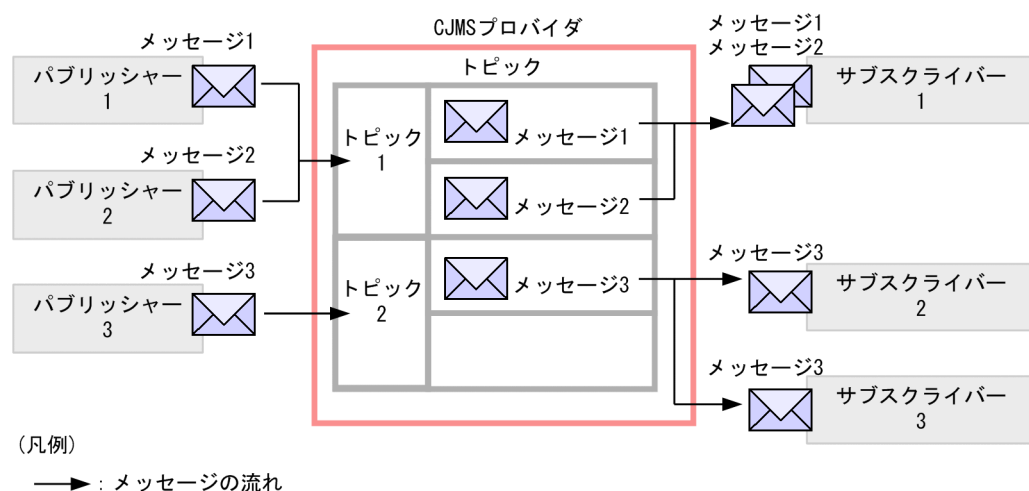 CJMSプロバイダ
トピック
メッセージ1
パブリッシャー
1
メッセージ2
パブリッシャー
2
メッセージ3
パブリッシャー
3
トピック
1
メッセージ1
メッセージ2
トピック
2
メッセージ3
メッセージ1
メッセージ2
サブスクライバー
1
メッセージ3
サブスクライバー
2
メッセージ3
サブスクライバー
3
(凡例)
：メッセージの流れ